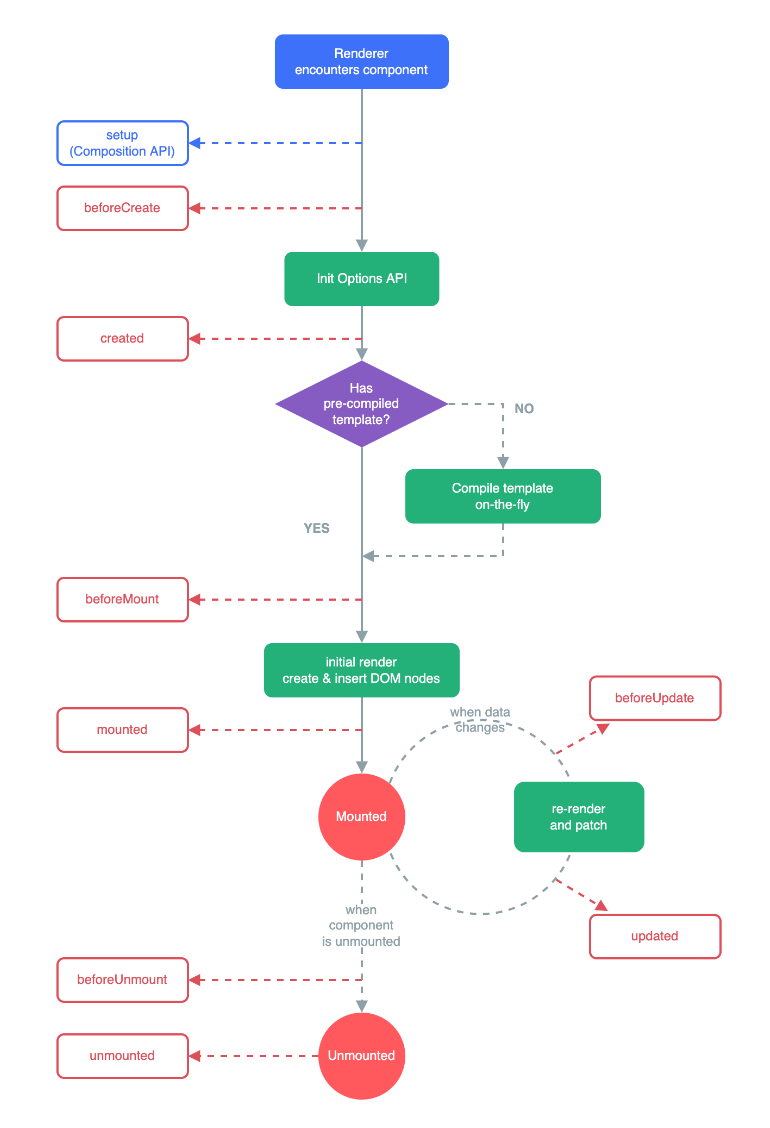 Renderer
encounters component
setup
(Composition API)
beforeCreate
Init Options API
created
Has
pre-compiled
template?
NO
Compile template
on-the-fly
YES
beforeMount
initial render
create & insert DOM nodes
beforeUpdate
when data
changes
mounted
re-render
and patch
Mounted
when
component
is unmounted
updated
beforeUnmount
unmounted
Unmounted